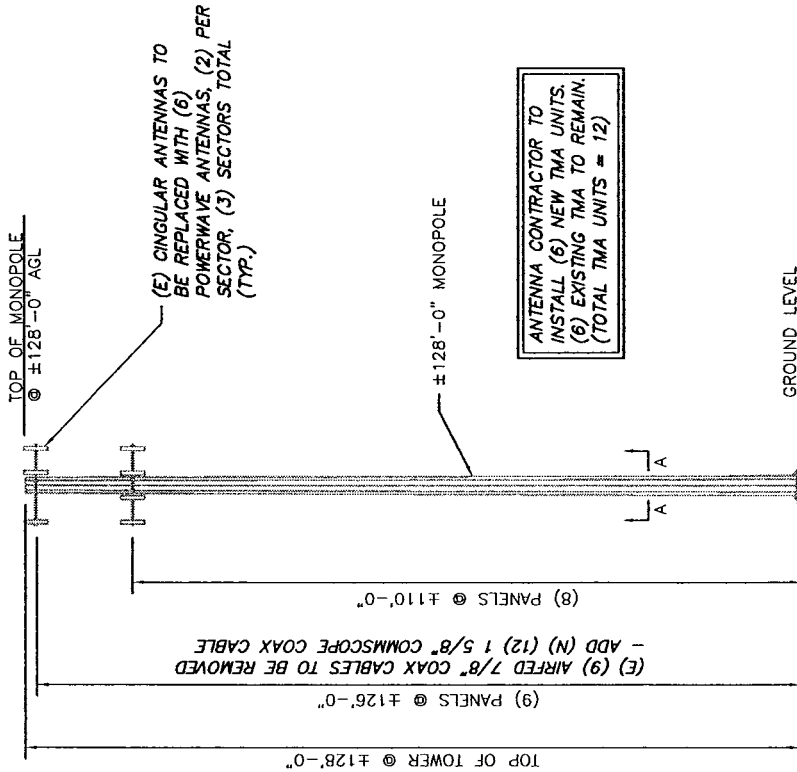 TOP OF MONOPOLE
@ ±128'-0" AGL
(E) CINGULAR ANTENNAS TO
BE REPLACED WITH (6)
POWERWAVE ANTENNAS, (2) PER
SECTOR, (3) SECTORS TOTAL
(TYP.)
±128'-0" MONOPOLE
ANTENNA CONTRACTOR TO
INSTALL (6) NEW TMA UNITS.
(6) EXISTING TMA TO REMAIN.
(TOTAL TMA UNITS = 12)
A
A
GROUND LEVEL
(8) PANELS @ ±110'-0"
(E) (9) AIRFED 7/8" COAX CABLES TO BE REMOVED
- ADD (N) (12) 1 5/8" COMMSCOPE COAX CABLE
(9) PANELS @ ±126'-0"
TOP OF TOWER @ ±128'-0"